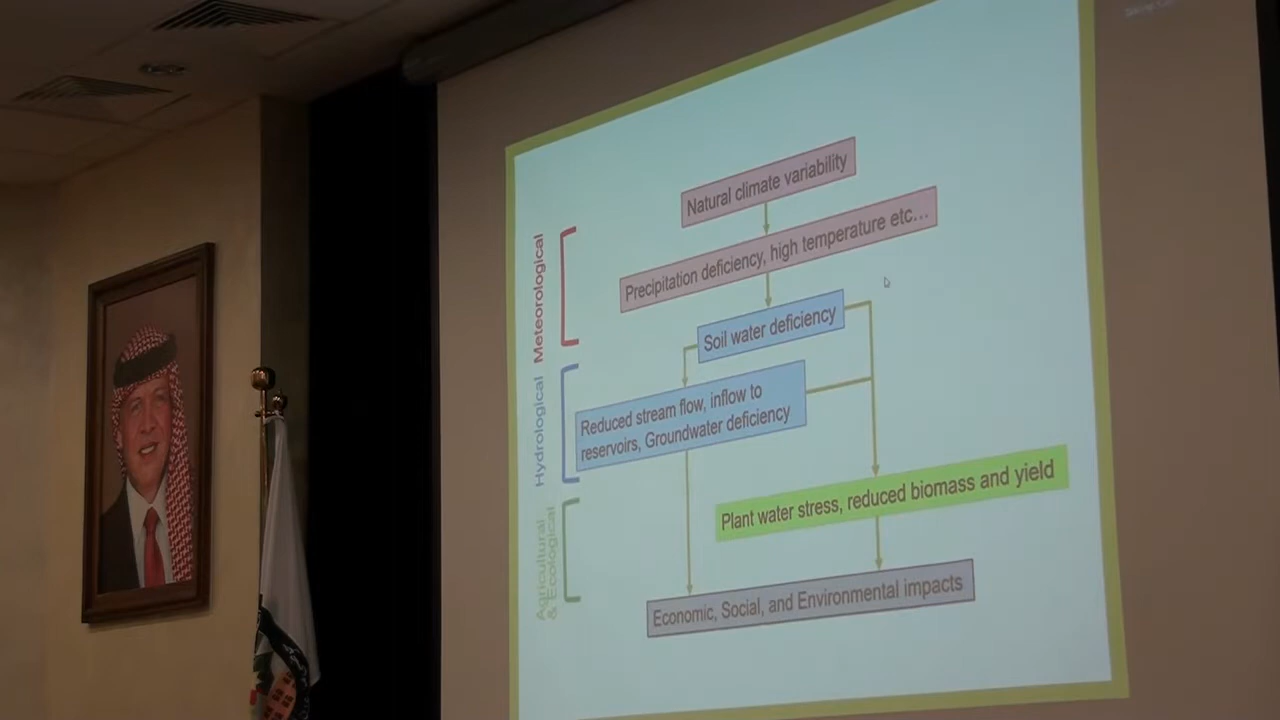 Natural climate variability
Precipitation deficiency, high temperature etc...
Soil water deficiency
Reduced stream flow, inflow to
reservoirs, Groundwater deficiency
Plant water stress, reduced biomass and yield
Economic, Social, and Environmental impacts
Meteorological
Hydrological
Agricultural
& Ecological